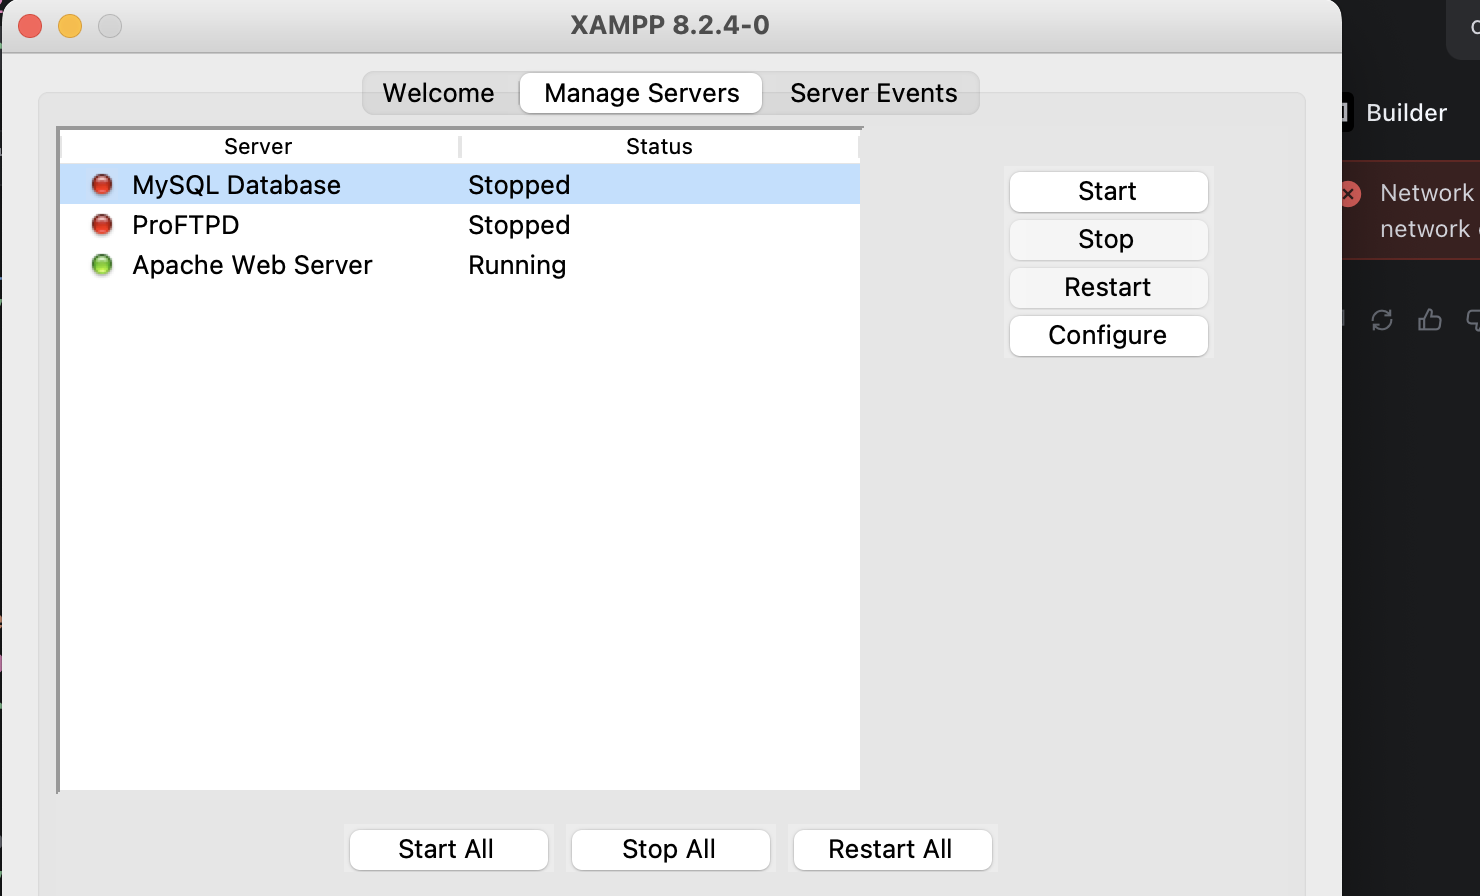 XAMPP 8.2.4-0
Welcome Manage Servers Server Events
Server Status
MySQL Database Stopped
ProFTPD Stopped
Apache Web Server Running
Start
Stop
Restart
Configure
Start All Stop All Restart All
Builder
Network
network